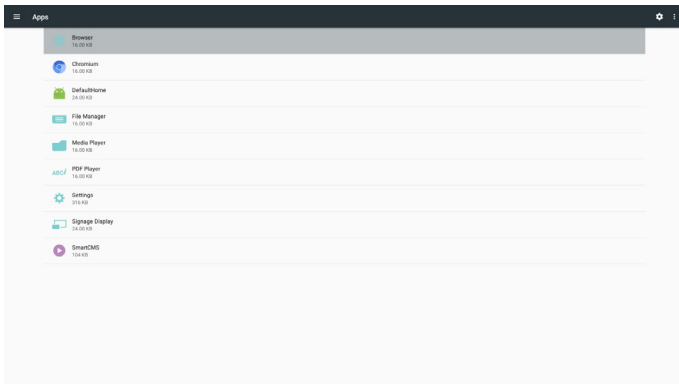 Apps
Browser
16.00 KB
Chromium
16.00 KB
DefaultHome
24.00 KB
File Manager
16.00 KB
Media Player
16.00 KB
ABC
PDF Player
16.00 KB
Settings
316 KB
Signage Display
24.00 KB
SmartCMS
104 KB